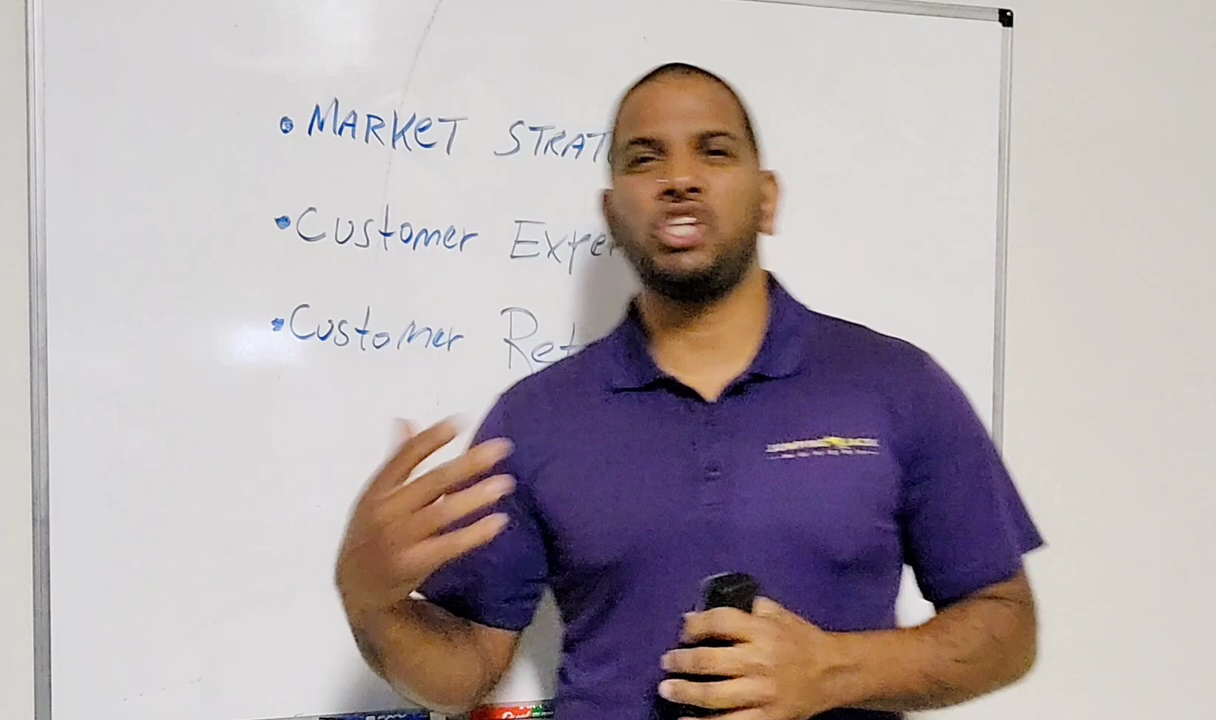 • MARKET STRAT
• Customer Exper
• Customer Ret